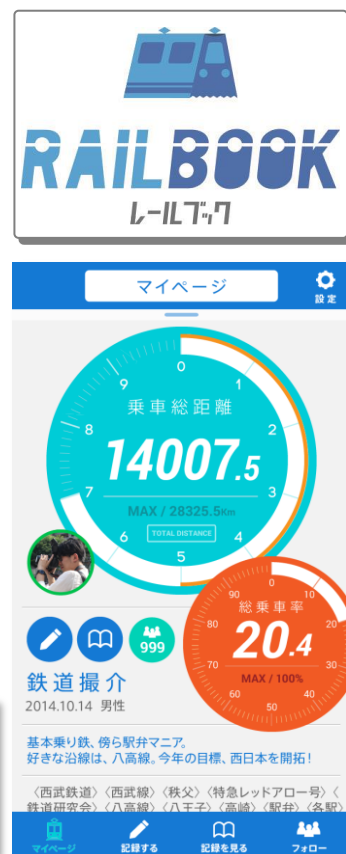 RAILBOOK
レールブック
マイページ
設定
0
1
2
3
4
5
6
7
8
9
乗車総距離
14007.5
MAX / 28325.5Km
TOTAL DISTANCE
0
10
20
30
40
50
60
70
80
90
総乗車率
20.4
MAX / 100%
999
鉄道撮介
2014.10.14 男性
基本乗り鉄、傍ら駅弁マニア。
好きな沿線は、八高線。今年の目標、西日本を開拓！
〈西武鉄道〉〈西武線〉〈秩父〉〈特急レッドアロー号〉〈
鉄道研究会〉〈八高線〉〈八王子〉〈高崎〉〈駅弁〉〈各駅〉
マイページ
記録する
記録を見る
フォロー